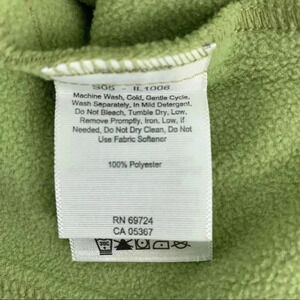 S05 - IL1006
Machine Wash, Cold, Gentle Cycle,
Wash Separately, In Mild Detergent,
Do Not Bleach, Tumble Dry, Low,
Remove Promptly, Iron, Low, if
Needed, Do Not Dry Clean, Do Not
Use Fabric Softener
100% Polyester
RN 69724
CA 05367